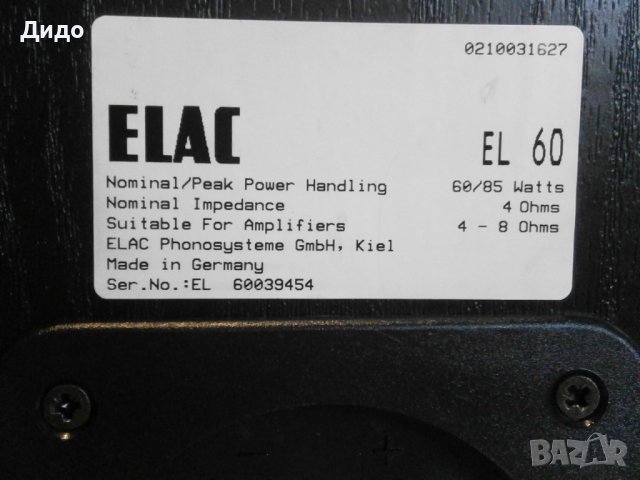 Дидо
0210031627
ELAC EL 60
Nominal/Peak Power Handling 60/85 Watts
Nominal Impedance 4 Ohms
Suitable For Amplifiers 4 - 8 Ohms
ELAC Phonosysteme GmbH, Kiel
Made in Germany
Ser.No.:EL 60039454
- +
BAZAR